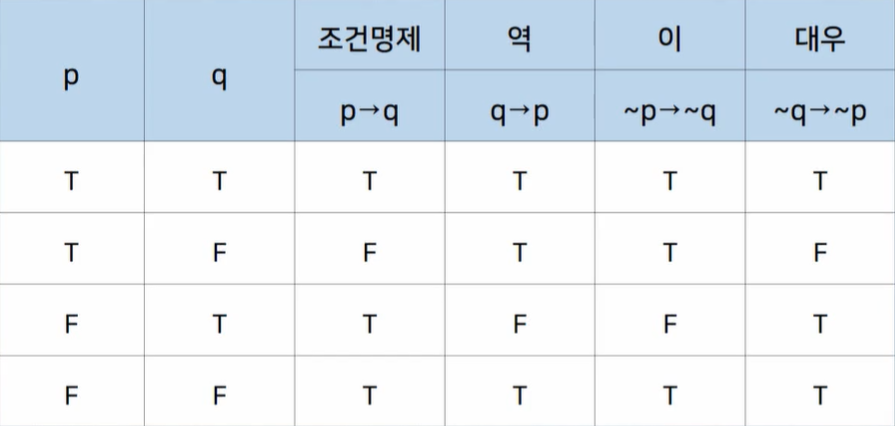 p q 조건명제 역 이 대우
p→q q→p ~p→~q ~q→~p
T T T T T T
T F F T T F
F T T F F T
F F T T T T